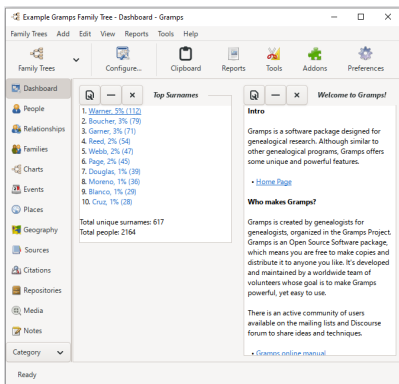 Example Gramps Family Tree - Dashboard - Gramps
Family Trees Add Edit View Reports Tools Help
Family Trees Configure... Clipboard Reports Tools Addons Preferences
Dashboard
People
Relationships
Families
Charts
Events
Places
Geography
Sources
Citations
Repositories
Media
Notes
Category
Top Surnames
1. Warner, 5% (112)
2. Boucher, 3% (79)
3. Garner, 3% (71)
4. Reed, 2% (54)
5. Webb, 2% (47)
6. Page, 2% (45)
7. Douglas, 1% (39)
8. Moreno, 1% (36)
9. Blanco, 1% (29)
10. Cruz, 1% (28)
Total unique surnames: 617
Total people: 2164
Welcome to Gramps!
Intro
Gramps is a software package designed for
genealogical research. Although similar to
other genealogical programs, Gramps offers
some unique and powerful features.
• Home Page
Who makes Gramps?
Gramps is created by genealogists for
genealogists, organized in the Gramps Project.
Gramps is an Open Source Software package,
which means you are free to make copies and
distribute it to anyone you like. It's developed
and maintained by a worldwide team of
volunteers whose goal is to make Gramps
powerful, yet easy to use.
There is an active community of users
available on the mailing lists and Discourse
forum to share ideas and techniques.
• Gramps online manual
Ready